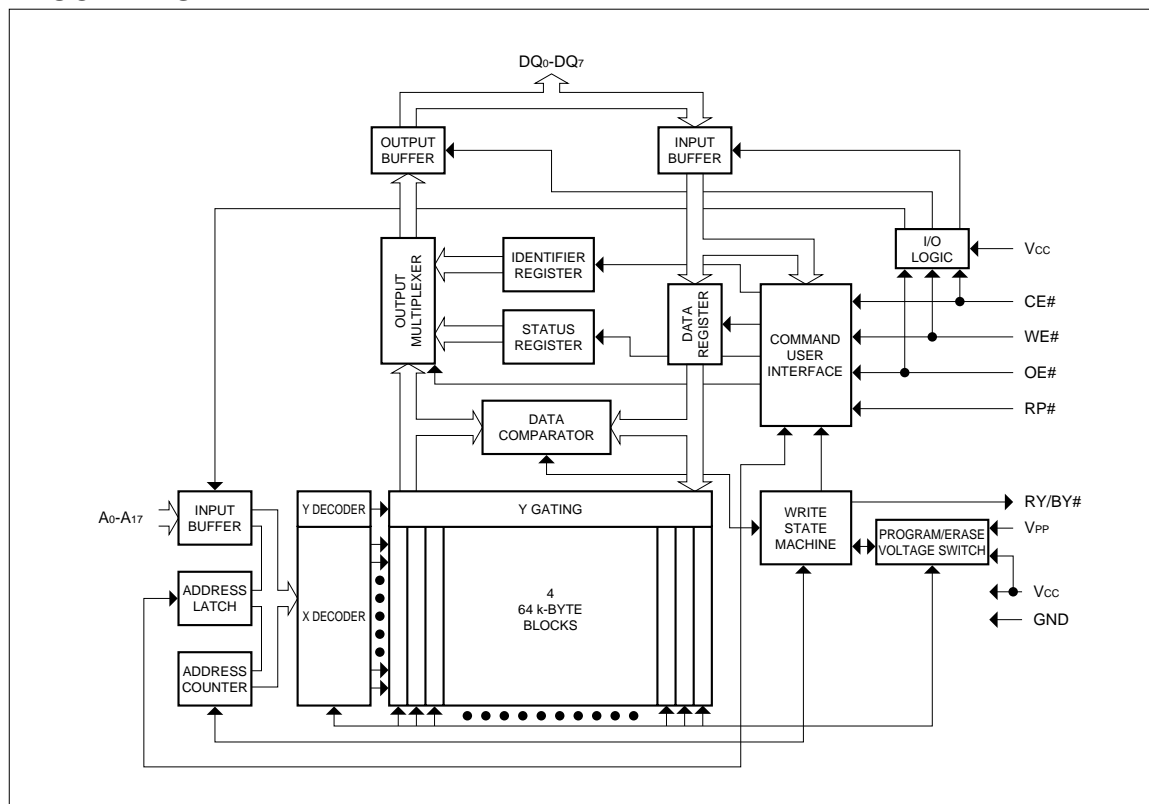 DQ0-DQ7
OUTPUT
BUFFER
INPUT
BUFFER
I/O
LOGIC
VCC
OUTPUT
MULTIPLEXER
IDENTIFIER
REGISTER
STATUS
REGISTER
DATA
REGISTER
COMMAND
USER
INTERFACE
CE#
WE#
OE#
RP#
DATA
COMPARATOR
A0-A17
INPUT
BUFFER
Y DECODER
Y GATING
WRITE
STATE
MACHINE
RY/BY#
PROGRAM/ERASE
VOLTAGE SWITCH
VPP
ADDRESS
LATCH
X DECODER
4
64 k-BYTE
BLOCKS
VCC
GND
ADDRESS
COUNTER